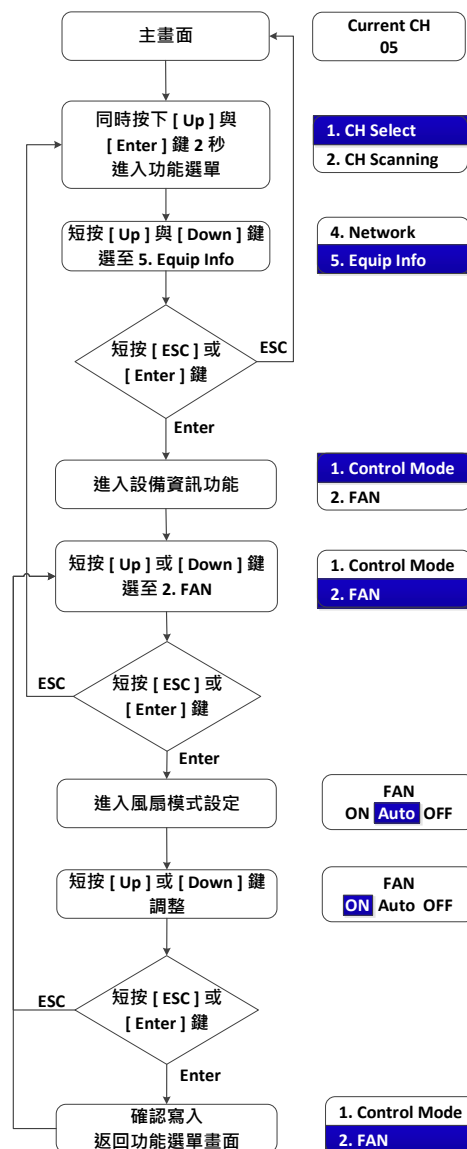 主畫面
Current CH
05
同時按下 [ Up ] 與
[ Enter ] 鍵 2 秒
進入功能選單
1. CH Select
2. CH Scanning
短按 [ Up ] 與 [ Down ] 鍵
選至 5. Equip Info
4. Network
5. Equip Info
短按 [ ESC ] 或
[ Enter ] 鍵
ESC
Enter
進入設備資訊功能
1. Control Mode
2. FAN
短按 [ Up ] 或 [ Down ] 鍵
選至 2. FAN
1. Control Mode
2. FAN
ESC
短按 [ ESC ] 或
[ Enter ] 鍵
Enter
進入風扇模式設定
FAN
ON Auto OFF
短按 [ Up ] 或 [ Down ] 鍵
調整
FAN
ON Auto OFF
ESC
短按 [ ESC ] 或
[ Enter ] 鍵
Enter
確認寫入
返回功能選單畫面
1. Control Mode
2. FAN